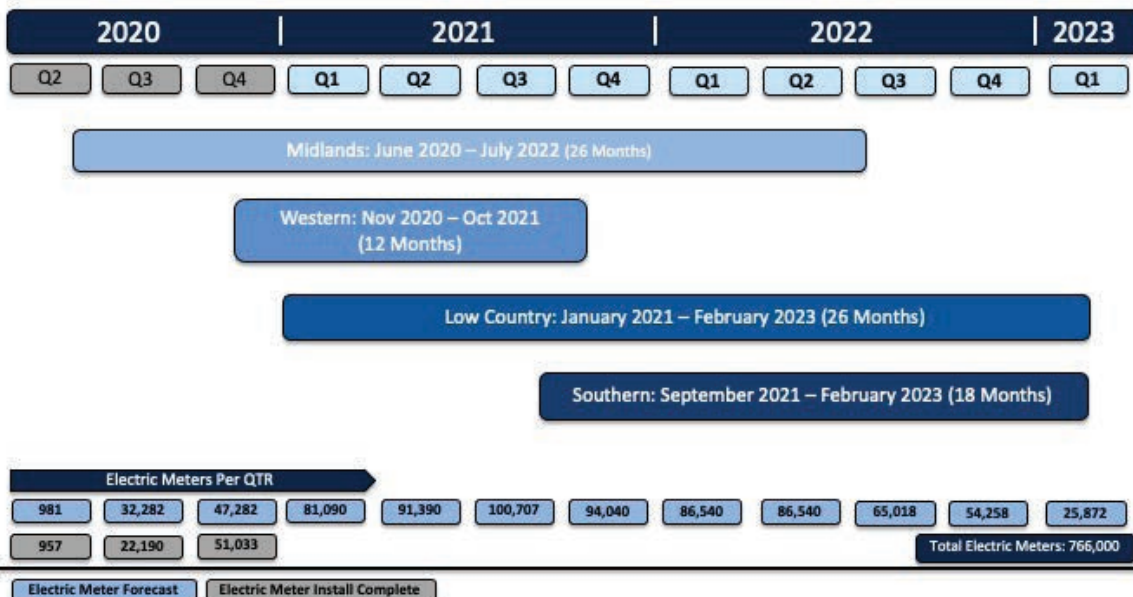 2020 | 2021 | 2022 | 2023
Q2 Q3 Q4 Q1 Q2 Q3 Q4 Q1 Q2 Q3 Q4 Q1
Midlands: June 2020 – July 2022 (26 Months)
Western: Nov 2020 – Oct 2021
(12 Months)
Low Country: January 2021 – February 2023 (26 Months)
Southern: September 2021 – February 2023 (18 Months)
Electric Meters Per QTR
981 32,282 47,282 81,090 91,390 100,707 94,040 86,540 86,540 65,018 54,258 25,872
957 22,190 51,033 Total Electric Meters: 766,000
Electric Meter Forecast Electric Meter Install Complete